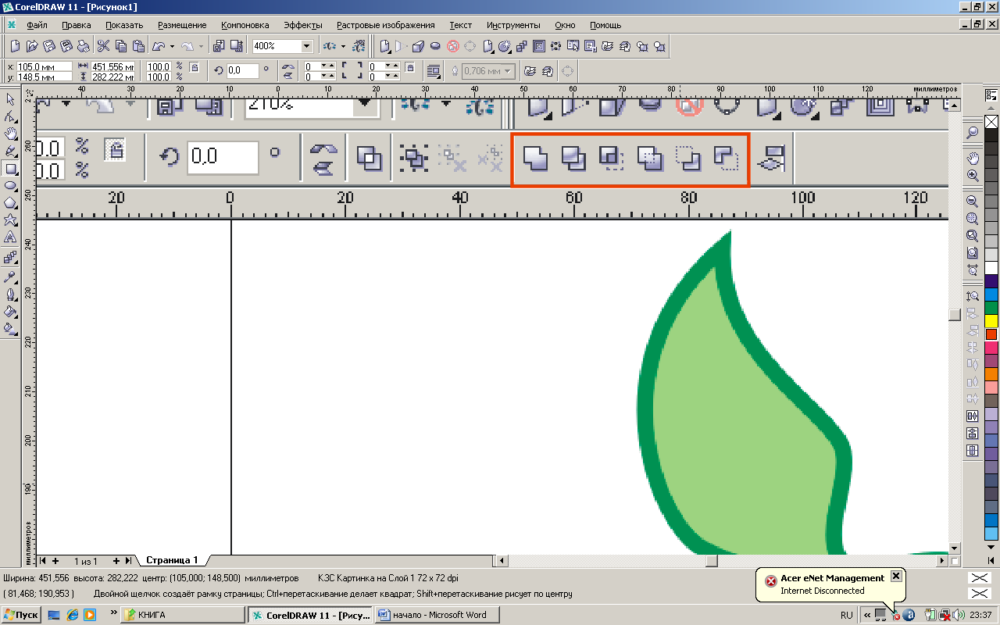 CorelDRAW 11 - [Рисунок1]
Файл Правка Показать Размещение Компоновка Эффекты Растровые изображения Текст Инструменты Окно Помощь
400%
x: 105.0 мм 451.556 мм 100.0 % 0,0 ° 0 0 0,706 мм
y: 148.5 мм 282.222 мм 100.0 % 0 0
40 30 20 10 0 10 20 30 40 50 60 70 80 90 100 110 120 миллиметров
210%
0,0 % 0,0 °
0,0 %
20 0 20 40 60 80 100 120
260
250
240
230
220
210
200
190
миллиметров
1 из 1 Страница 1
Ширина: 451,556 высота: 282,222 центр: (105,000; 148,500) миллиметров КЗС Картинка на Слой 1 72 x 72 dpi
( 81,468; 190,953 ) Двойной щелчок создаёт рамку страницы; Ctrl+перетаскивание делает квадрат; Shift+перетаскивание рисует по центру
Acer eNet Management
Internet Disconnected
Пуск » КНИГА CorelDRAW 11 - [Рису... начало - Microsoft Word RU « 23:37